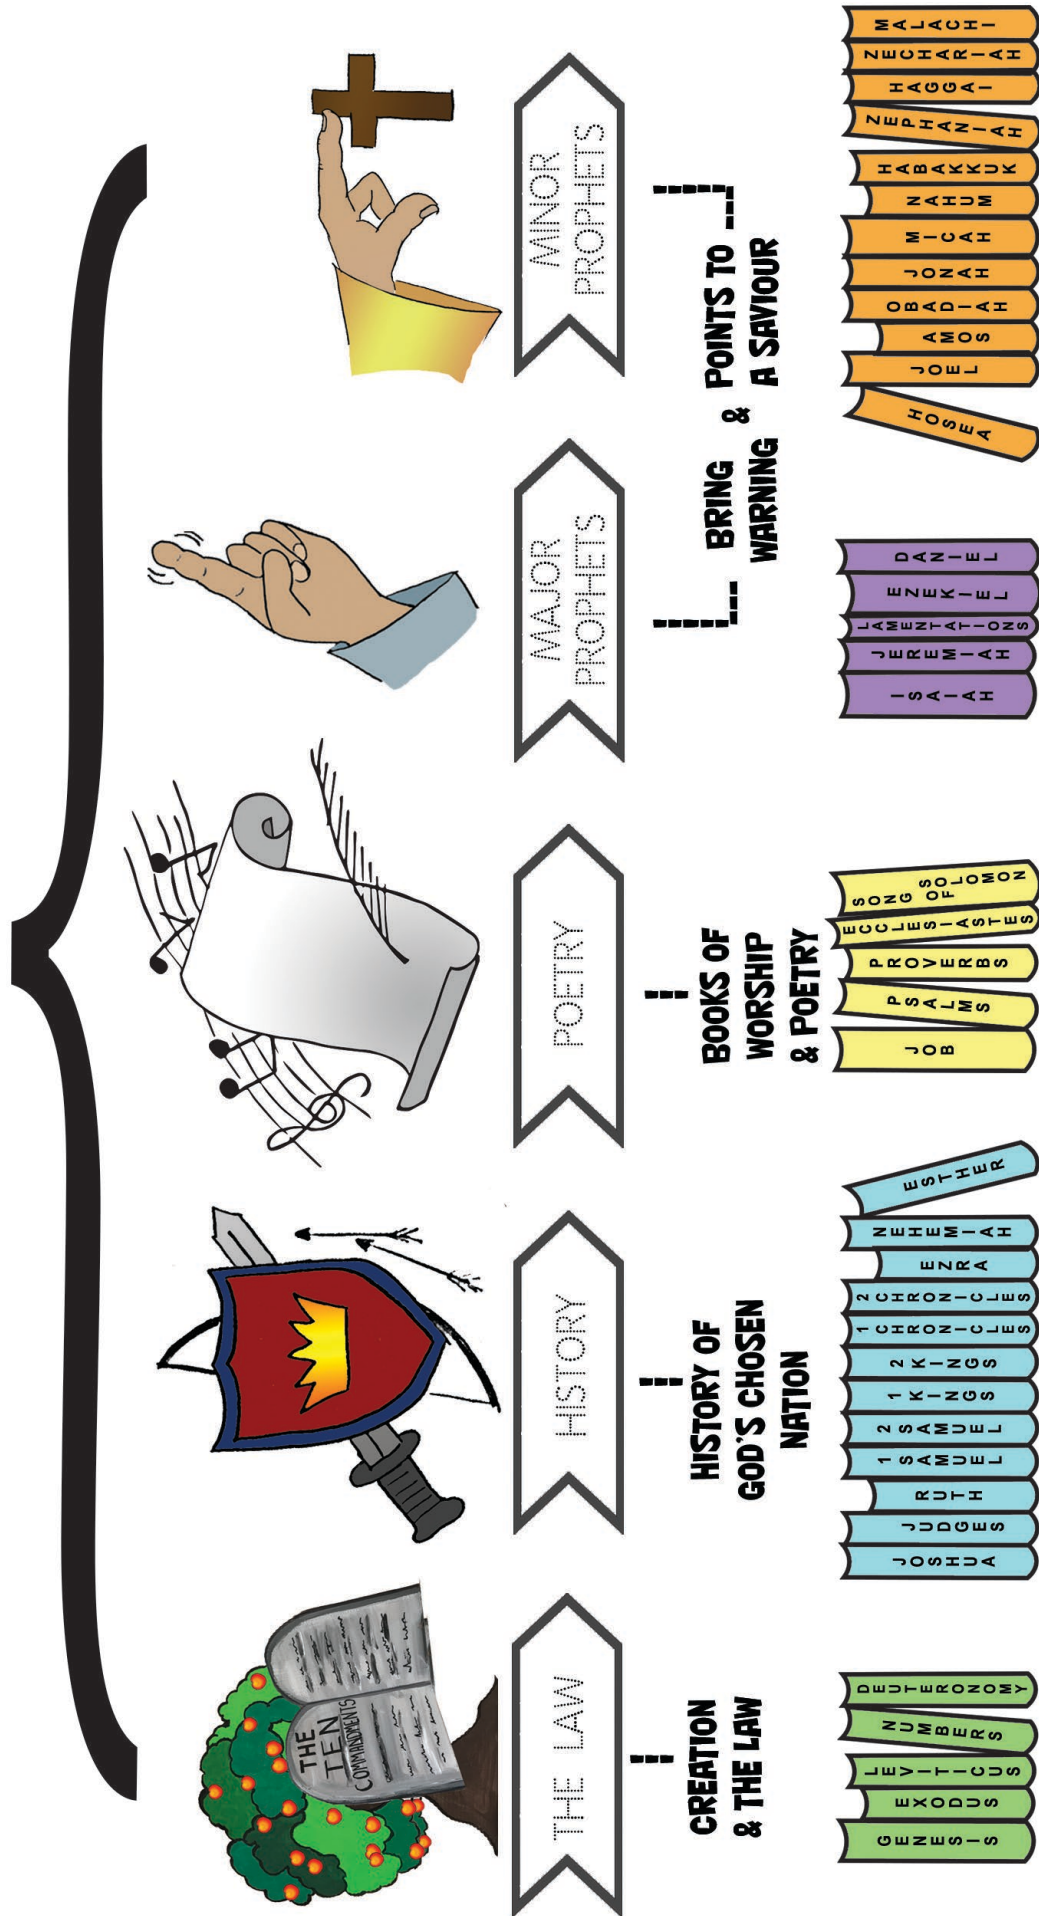 THE
TEN
COMMANDMENTS
THE LAW
HISTORY
POETRY
MAJOR
PROPHETS
MINOR
PROPHETS
CREATION
& THE LAW
HISTORY OF
GOD'S CHOSEN
NATION
BOOKS OF
WORSHIP
& POETRY
BRING
WARNING
&
POINTS TO
A SAVIOUR
GENESIS
EXODUS
LEVITICUS
NUMBERS
DEUTERONOMY
JOSHUA
JUDGES
RUTH
1 SAMUEL
2 SAMUEL
1 KINGS
2 KINGS
1 CHRONICLES
2 CHRONICLES
EZRA
NEHEMIAH
ESTHER
JOB
PSALMS
PROVERBS
ECCLESIASTES
SONG OF
SOLOMON
ISAIAH
JEREMIAH
LAMENTATIONS
EZEKIEL
DANIEL
HOSEA
JOEL
AMOS
OBADIAH
JONAH
MICAH
NAHUM
HABAKKUK
ZEPHANIAH
HAGGAI
ZECHARIAH
MALACHI